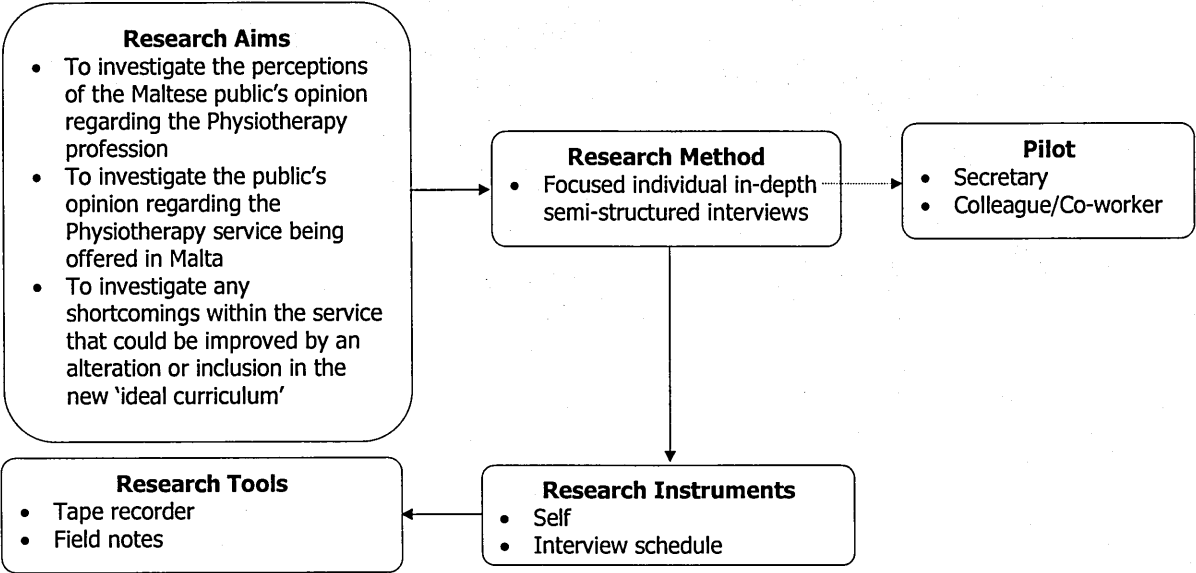 Research Aims
• To investigate the perceptions
of the Maltese public's opinion
regarding the Physiotherapy
profession
• To investigate the public's
opinion regarding the
Physiotherapy service being
offered in Malta
• To investigate any
shortcomings within the service
that could be improved by an
alteration or inclusion in the
new 'ideal curriculum'
Research Method
• Focused individual in-depth
semi-structured interviews
Pilot
• Secretary
• Colleague/Co-worker
Research Instruments
• Self
• Interview schedule
Research Tools
• Tape recorder
• Field notes